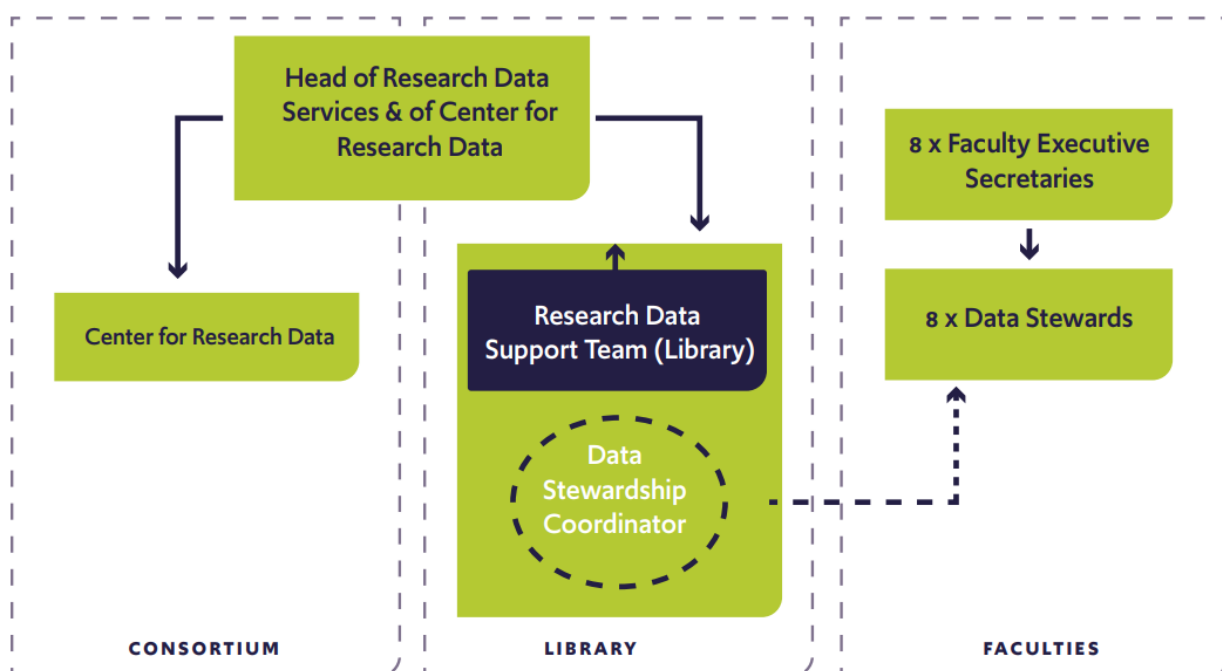 Head of Research Data
Services & of Center for
Research Data
8 x Faculty Executive
Secretaries
Center for Research Data
Research Data
Support Team (Library)
8 x Data Stewards
Data
Stewardship
Coordinator
CONSORTIUM
LIBRARY
FACULTIES